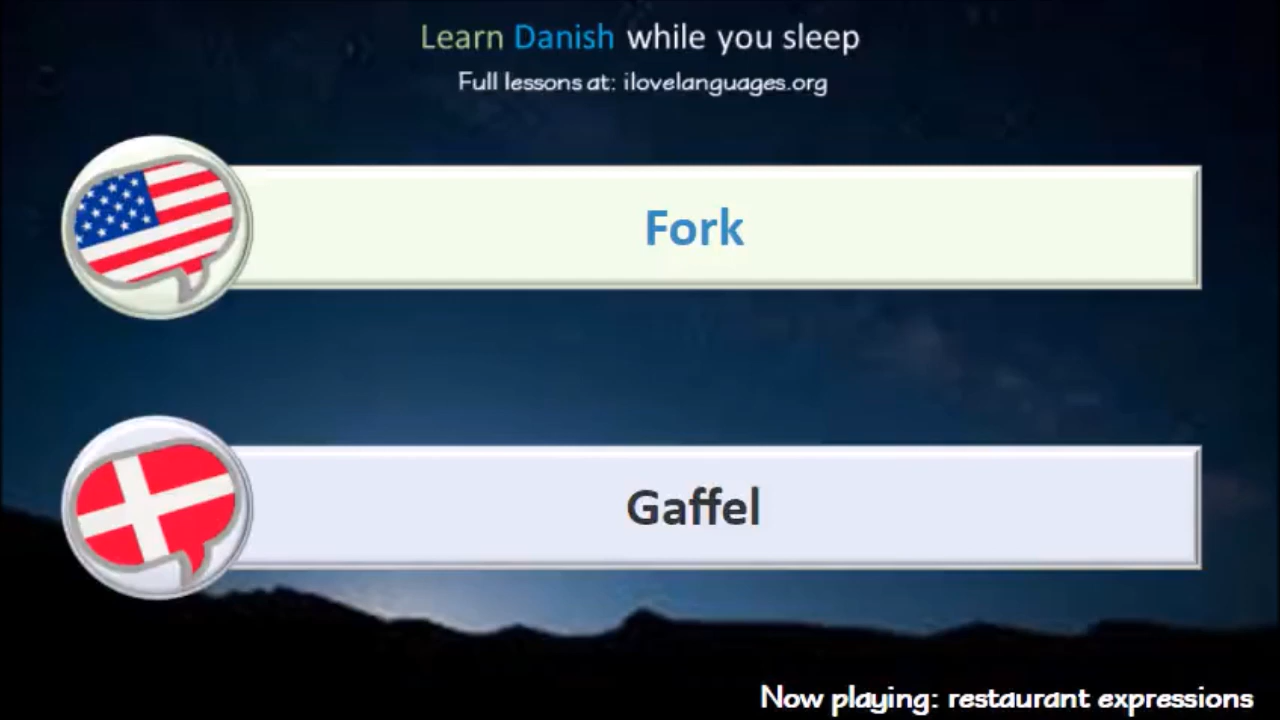 Learn Danish while you sleep
Full lessons at: ilovelanguages.org
Fork
Gaffel
Now playing: restaurant expressions